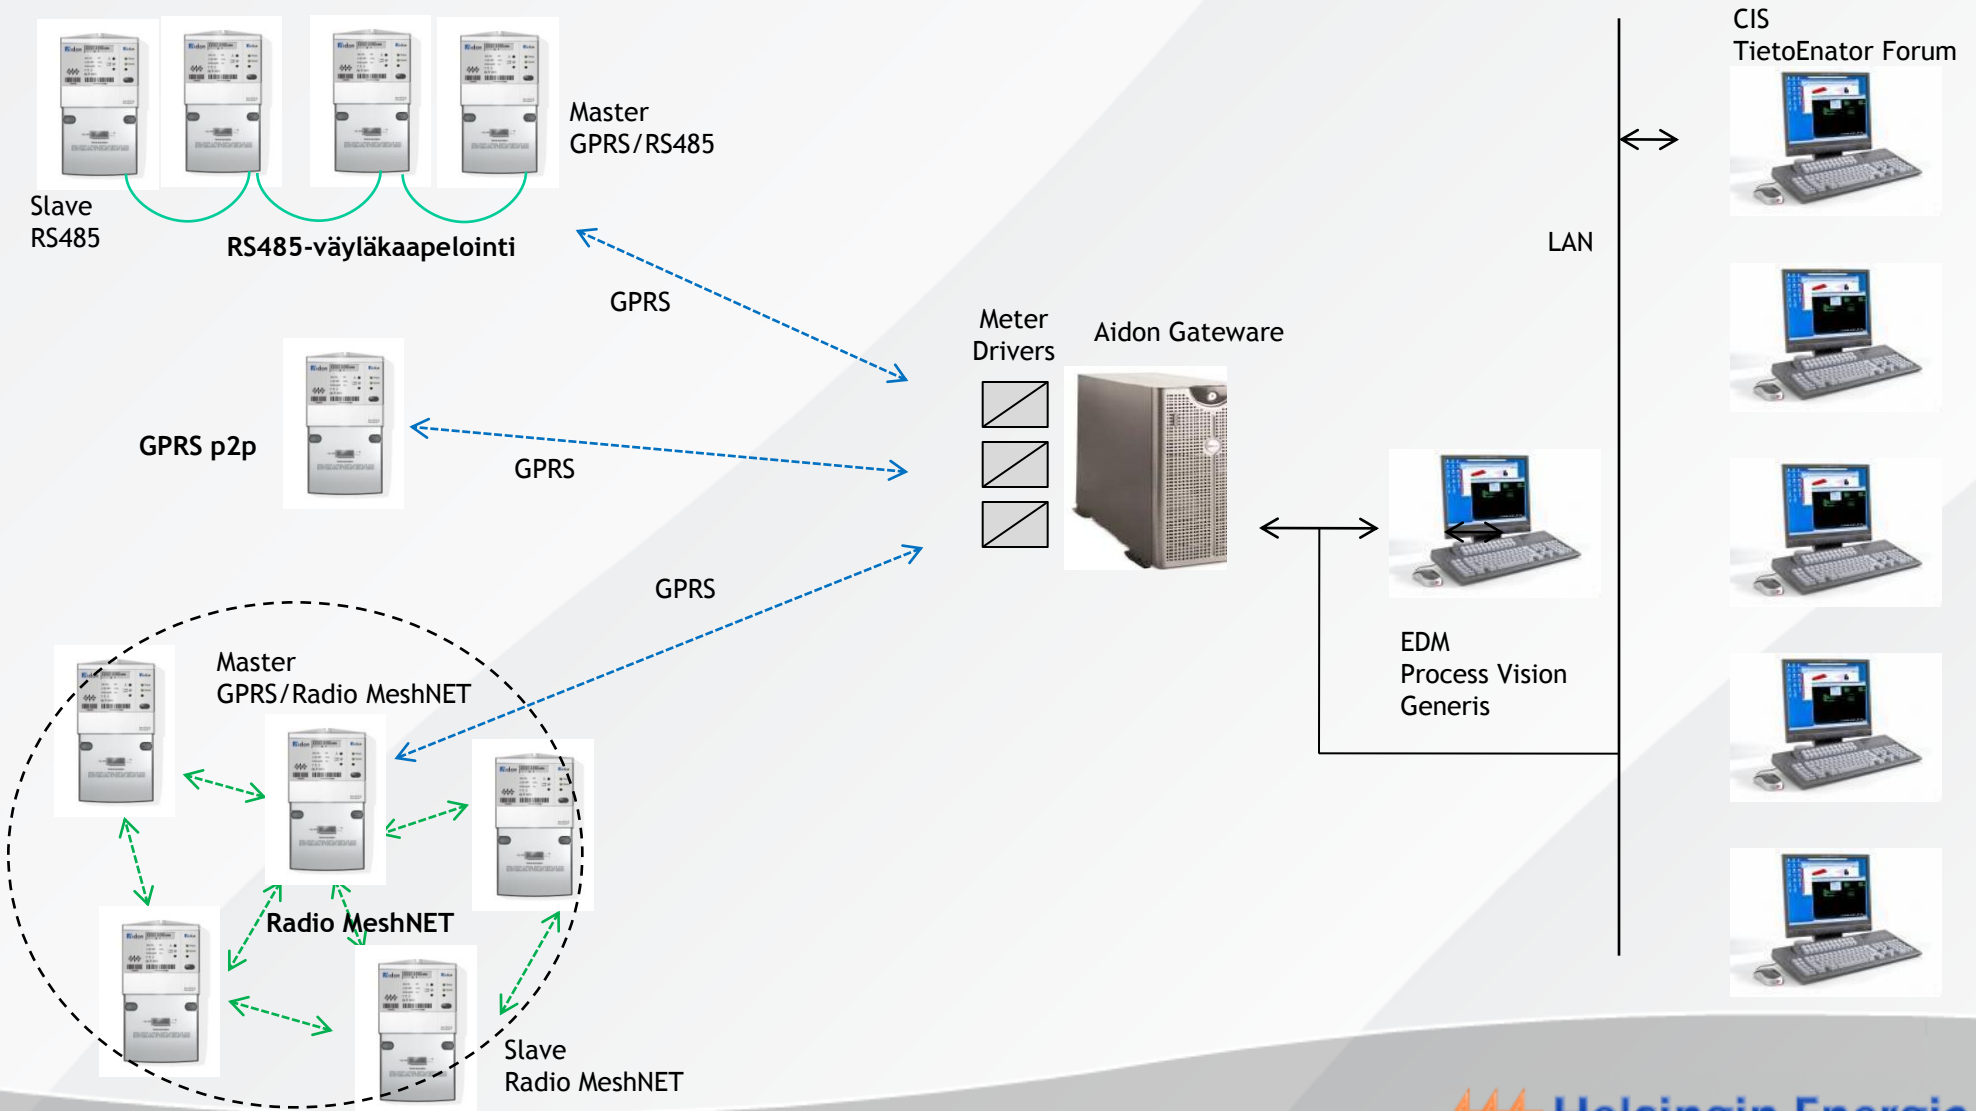 CIS
TietoEnator Forum
Master
GPRS/RS485
Slave
RS485
RS485-väyläkaapelointi
LAN
GPRS
Meter
Drivers
Aidon Gateware
GPRS p2p
GPRS
GPRS
EDM
Process Vision
Generis
Master
GPRS/Radio MeshNET
Radio MeshNET
Slave
Radio MeshNET